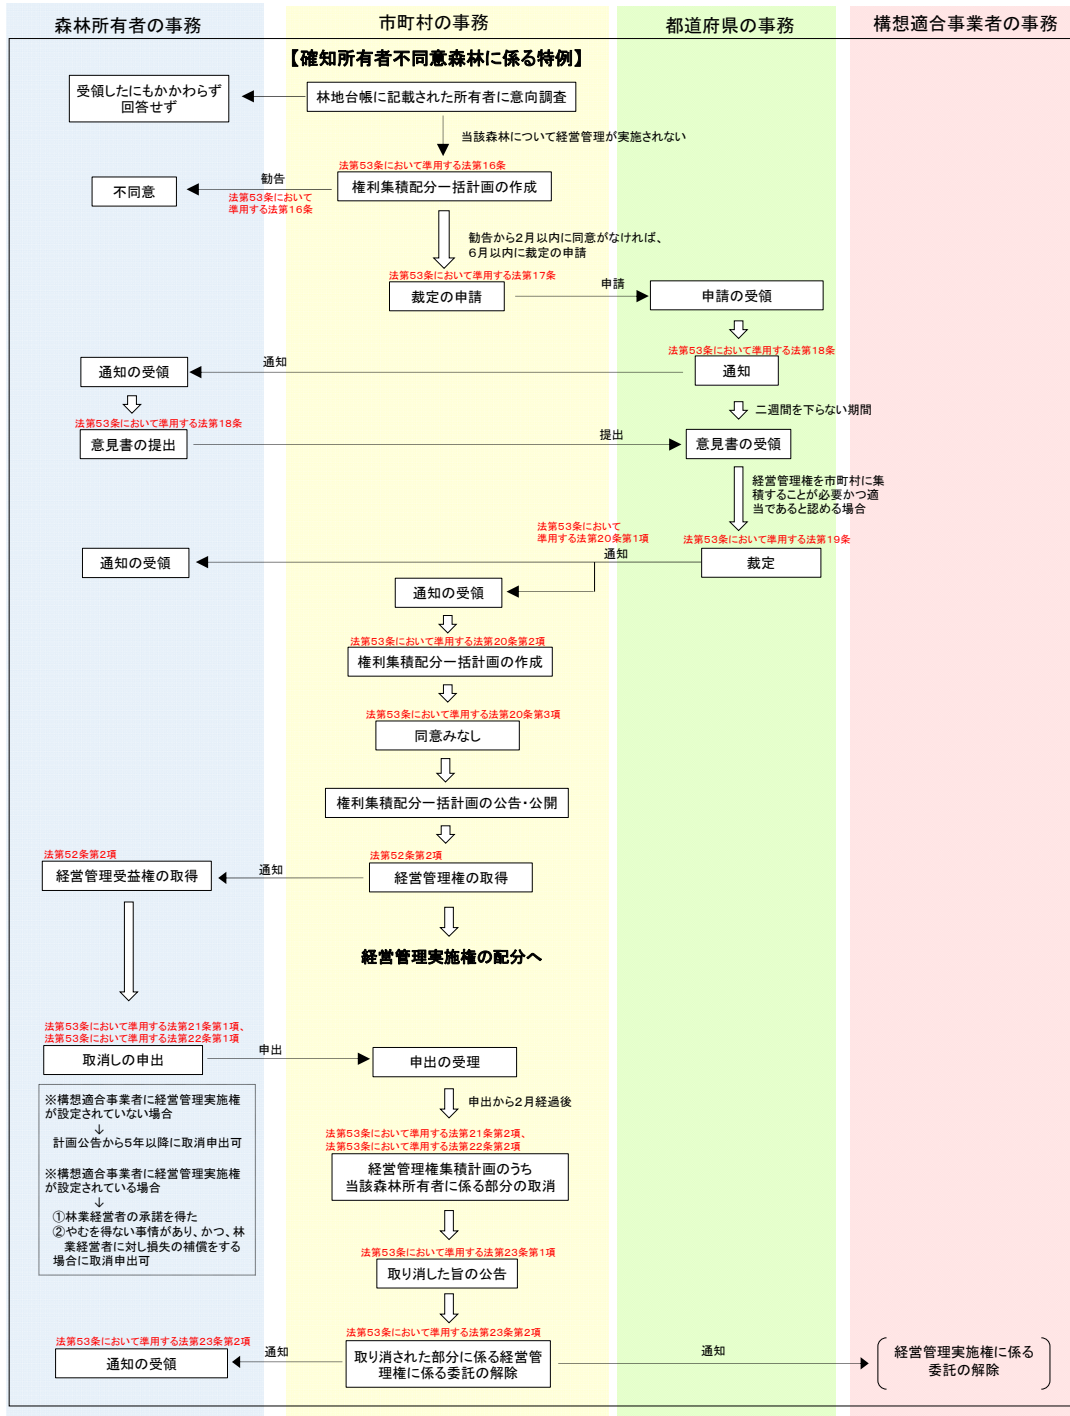 森林所有者の事務
市町村の事務
都道府県の事務
構想適合事業者の事務
【確知所有者不同意森林に係る特例】
受領したにもかかわらず
回答せず
林地台帳に記載された所有者に意向調査
当該森林について経営管理が実施されない
法第53条において準用する法第16条
権利集積配分一括計画の作成
勧告
法第53条において
準用する法第16条
不同意
勧告から2月以内に同意がなければ、
6月以内に裁定の申請
法第53条において準用する法第17条
裁定の申請
申請
申請の受領
法第53条において準用する法第18条
通知
通知
通知の受領
二週間を下らない期間
法第53条において準用する法第18条
意見書の提出
提出
意見書の受領
経営管理権を市町村に集
積することが必要かつ適
当であると認める場合
法第53条において
準用する法第20条第1項
通知
法第53条において準用する法第19条
裁定
通知の受領
通知の受領
法第53条において準用する法第20条第2項
権利集積配分一括計画の作成
法第53条において準用する法第20条第3項
同意みなし
権利集積配分一括計画の公告・公開
法第52条第2項
経営管理権の取得
通知
法第52条第2項
経営管理受益権の取得
経営管理実施権の配分へ
法第53条において準用する法第21条第1項、
法第53条において準用する法第22条第1項
取消しの申出
申出
申出の受理
※構想適合事業者に経営管理実施権
が設定されていない場合
↓
計画公告から5年以降に取消申出可
※構想適合事業者に経営管理実施権
が設定されている場合
↓
①林業経営者の承諾を得た
②やむを得ない事情があり、かつ、林
業経営者に対し損失の補償をする
場合に取消申出可
申出から2月経過後
法第53条において準用する法第21条第2項、
法第53条において準用する法第22条第2項
経営管理権集積計画のうち
当該森林所有者に係る部分の取消
法第53条において準用する法第23条第1項
取り消した旨の公告
法第53条において準用する法第23条第2項
取り消された部分に係る経営管
理権に係る委託の解除
通知
法第53条において準用する法第23条第2項
通知の受領
通知
経営管理実施権に係る
委託の解除